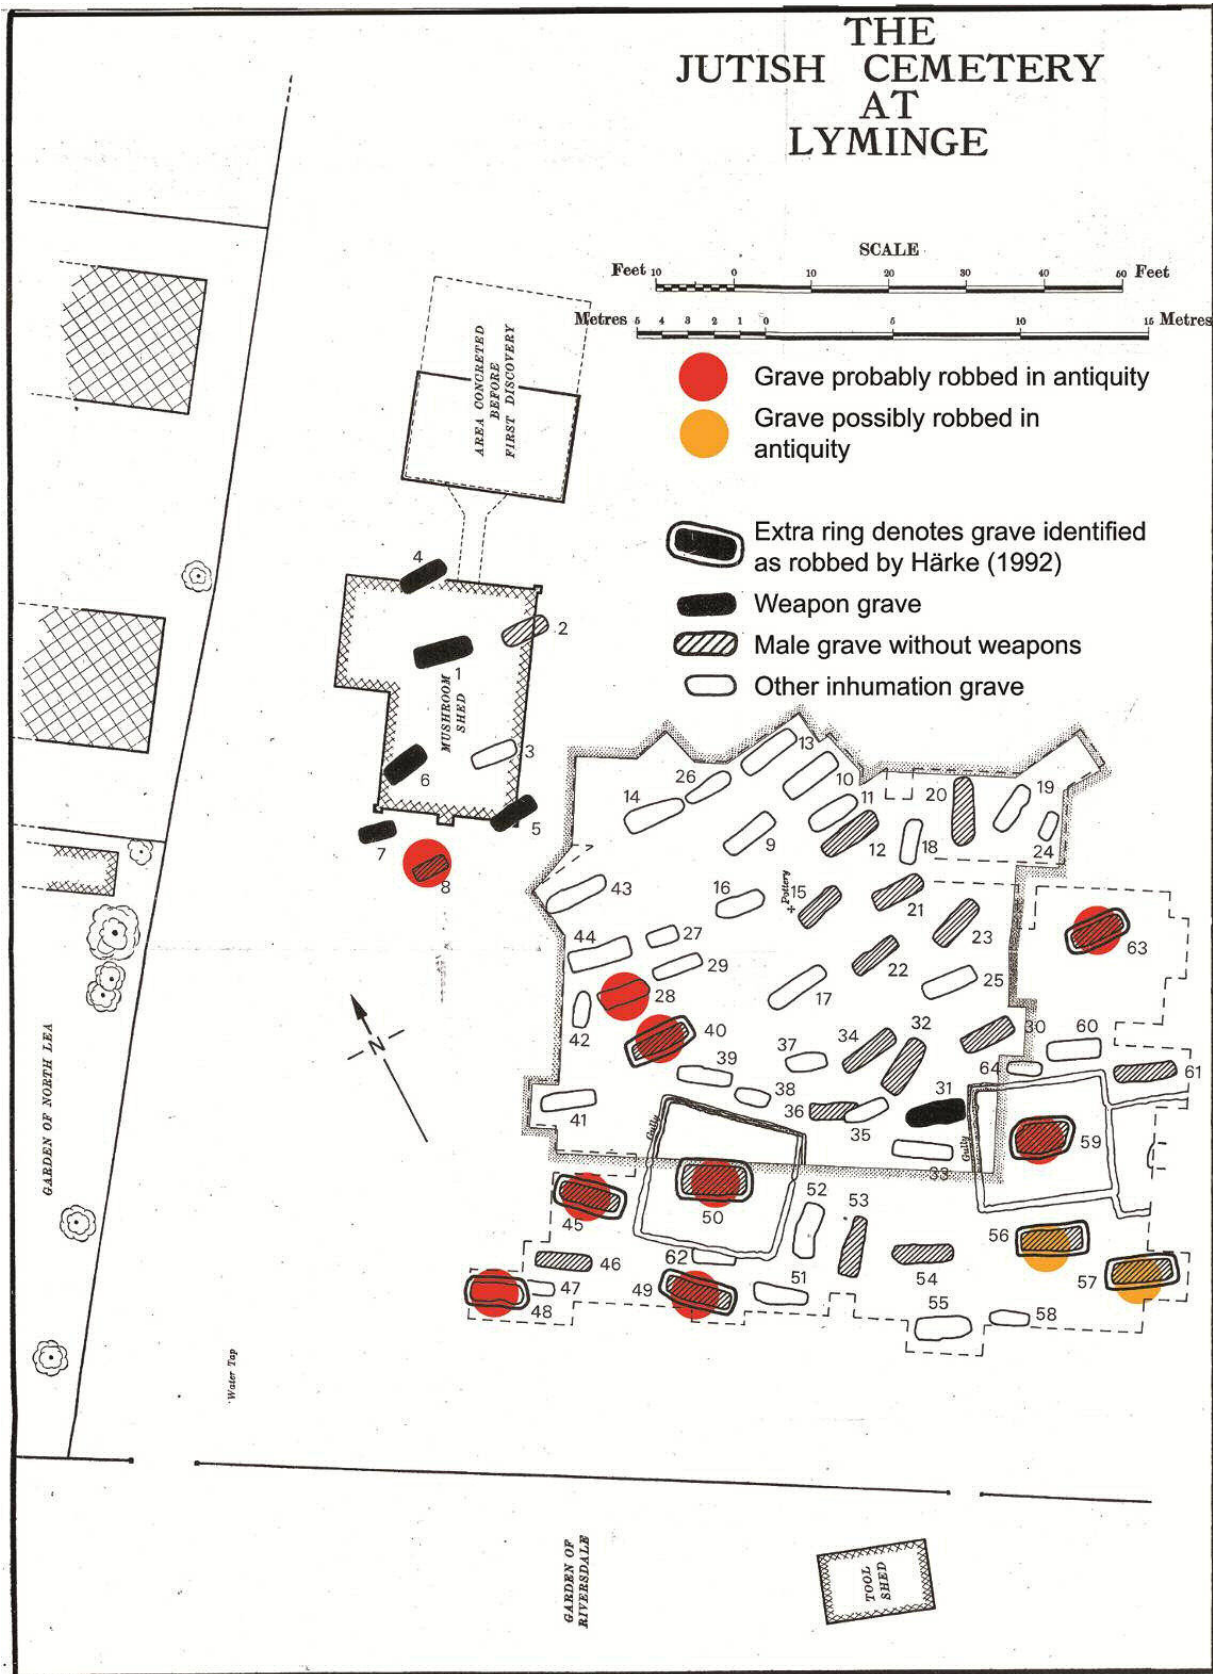 THE
JUTISH CEMETERY
AT
LYMINGE
SCALE
Feet 10 0 10 20 30 40 60 Feet
Metres 5 4 3 2 1 0 5 10 15 Metres
Grave probably robbed in antiquity
Grave possibly robbed in
antiquity
Extra ring denotes grave identified
as robbed by Härke (1992)
Weapon grave
Male grave without weapons
Other inhumation grave
AREA CONCRETED
BEFORE
FIRST DISCOVERY
4
2
1
MUSHROOM
SHED
3
6
5
7
8
13
26
10
14
11
20
19
9
12
18
24
43
16
Pottery
15
21
23
63
44
27
29
22
25
28
17
42
40
34
32
30
60
37
64
61
39
38
31
36
35
41
Gully
Gully
59
33
45
50
52
53
56
46
62
54
57
47
49
51
48
55
58
N
GARDEN OF NORTH LEA
Water Tap
GARDEN OF
RIVERSDALE
TOOL
SHED